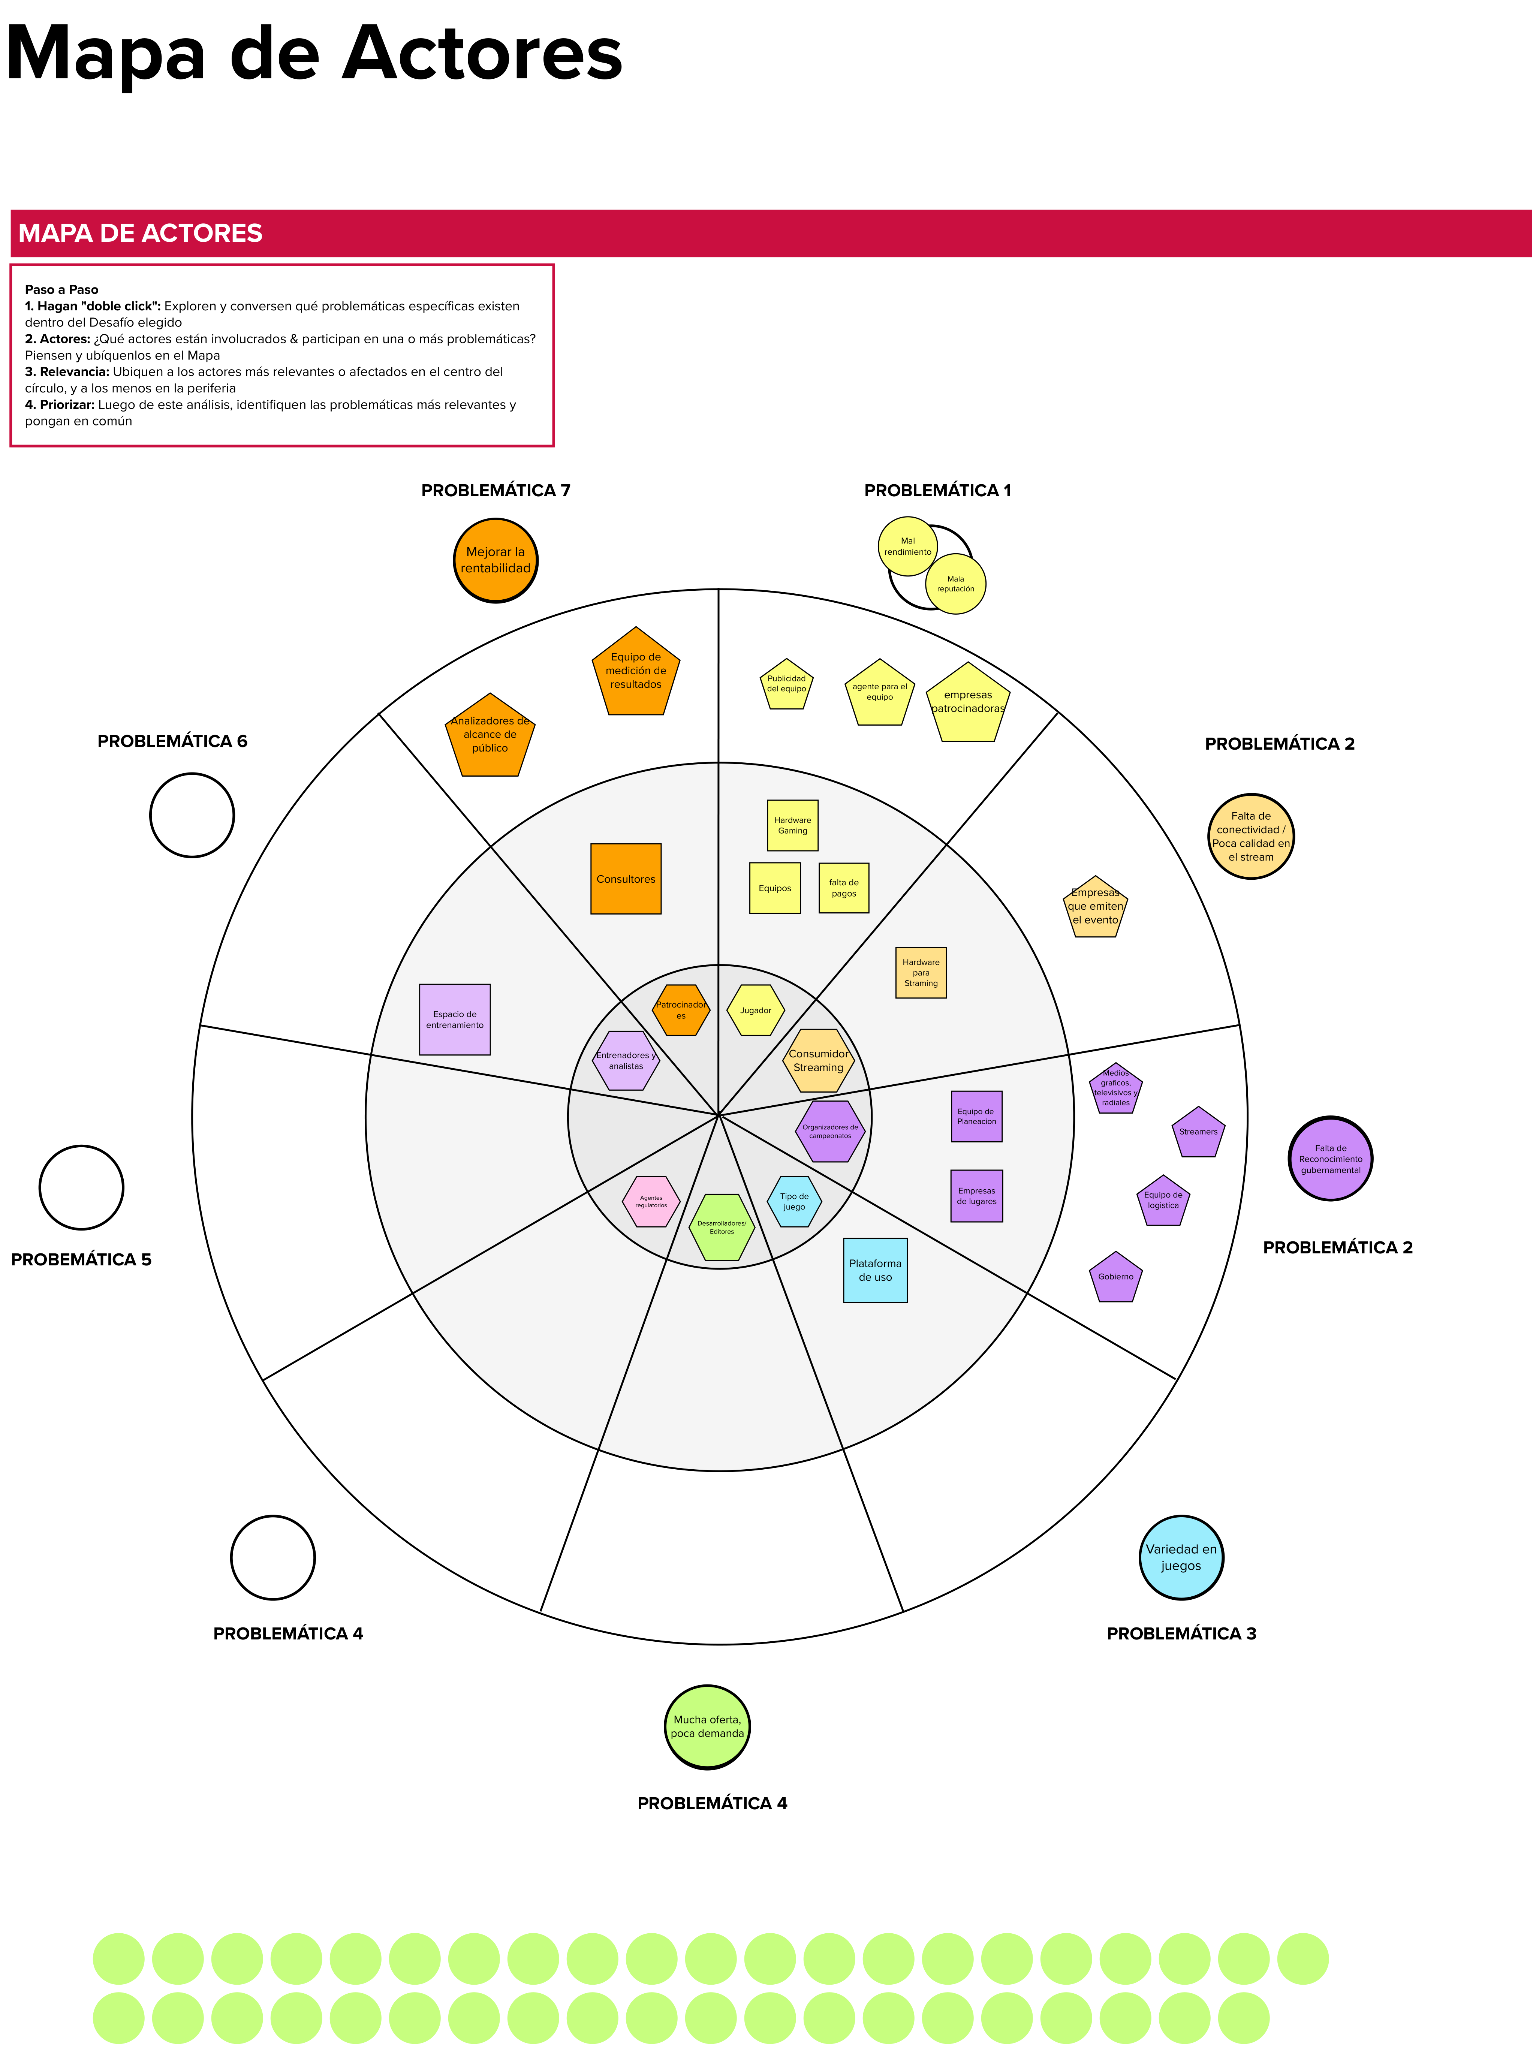 Mapa de Actores
MAPA DE ACTORES
Paso a Paso
1. Hagan "doble click": Exploren y conversen qué problemáticas específicas existen
dentro del Desafío elegido
2. Actores: ¿Qué actores están involucrados & participan en una o más problemáticas?
Piensen y ubíquenlos en el Mapa
3. Relevancia: Ubiquen a los actores más relevantes o afectados en el centro del
círculo, y a los menos en la periferia
4. Priorizar: Luego de este análisis, identifiquen las problemáticas más relevantes y
pongan en común
PROBLEMÁTICA 7
Mejorar la
rentabilidad
PROBLEMÁTICA 1
Mal
rendimiento
Mala
reputación
Equipo de
medición de
resultados
Analizadores de
alcance de
público
Publicidad
del equipo
agente para el
equipo
empresas
patrocinadoras
PROBLEMÁTICA 6
PROBLEMÁTICA 2
Falta de
conectividad /
Poca calidad en
el stream
Consultores
Hardware
Gaming
Equipos
falta de
pagos
Empresas
que emiten
el evento
Hardware
para
Straming
Espacio de
entrenamiento
Patrocinador
es
Jugador
Entrenadores y
analistas
Consumidor
Streaming
Organizadores de
campeonatos
Equipo de
Planeacion
Empresas
de lugares
Medios
graficos,
televisivos y
radiales
Streamers
Equipo de
logistica
Gobierno
Falta de
Reconocimiento
gubernamental
PROBLEMÁTICA 2
PROBEMÁTICA 5
Agentes
regulatorios
Desarrolladores/
Editores
Tipo de
juego
Plataforma
de uso
Variedad en
juegos
PROBLEMÁTICA 4
PROBLEMÁTICA 3
Mucha oferta,
poca demanda
PROBLEMÁTICA 4